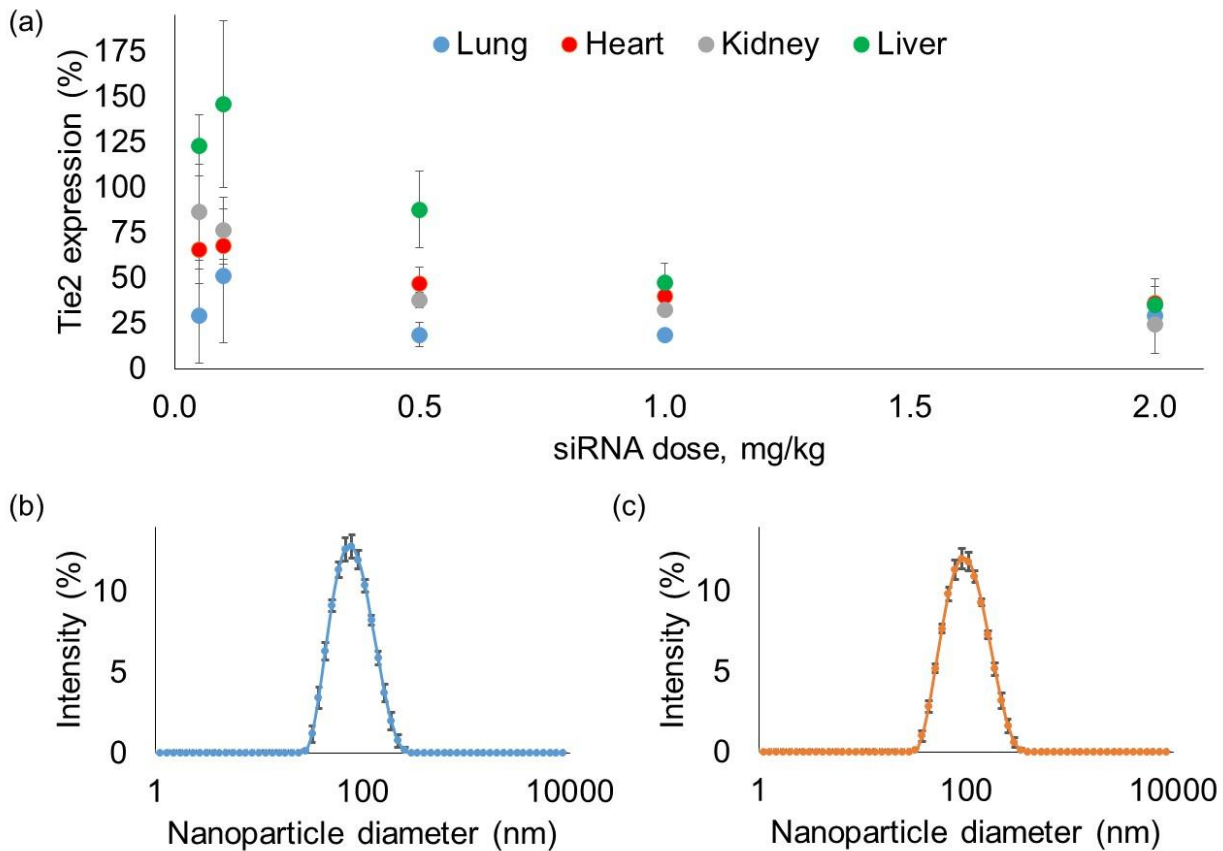 (a)
Tie2 expression (%)
Lung Heart Kidney Liver
175
150
125
100
75
50
25
0
0.0 0.5 1.0 1.5 2.0
siRNA dose, mg/kg
(b)
Intensity (%)
10
5
0
1 100 10000
Nanoparticle diameter (nm)
(c)
Intensity (%)
10
5
0
1 100 10000
Nanoparticle diameter (nm)